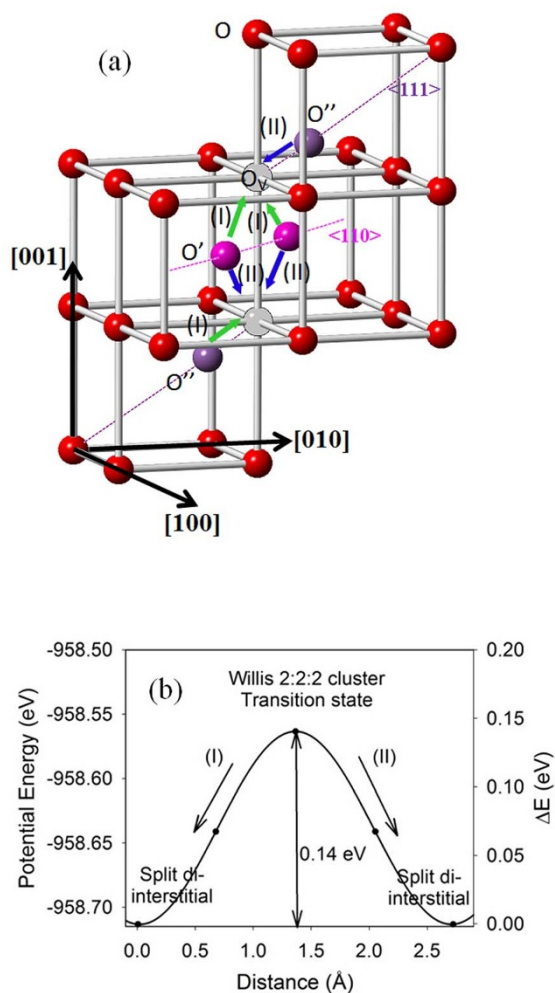 O
(a)
<111>
O''
(II)
O
V
(I)
(I)
O'
<110>
[001]
(II)
(II)
(I)
O''
[010]
[100]
-958.50
-958.55
-958.60
-958.65
-958.70
Potential Energy (eV)
(b)
Willis 2:2:2 cluster
Transition state
(I)
(II)
0.14 eV
Split di-
interstitial
Split di-
interstitial
0.20
0.15
0.10
0.05
0.00
ΔE (eV)
0.0
0.5
1.0
1.5
2.0
2.5
Distance (Å)